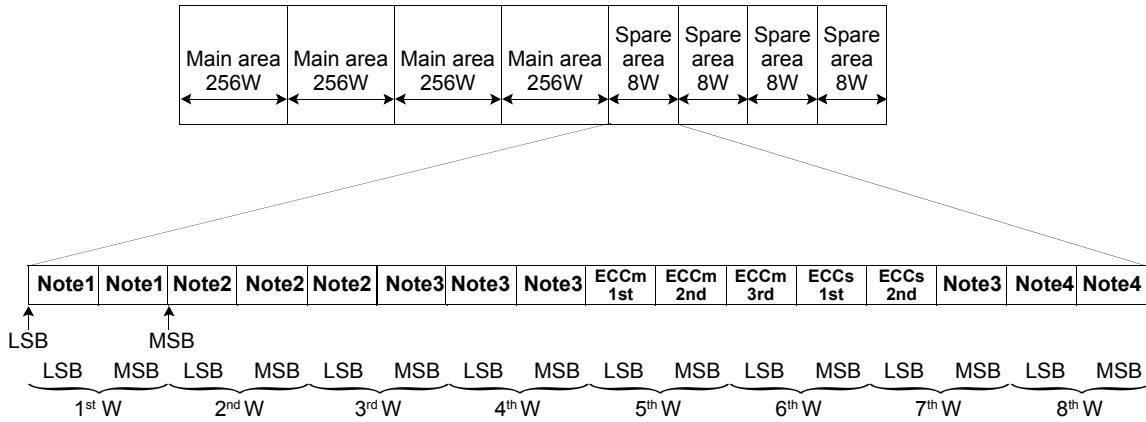 Main area 256W Main area 256W Main area 256W Main area 256W Spare area 8W Spare area 8W Spare area 8W Spare area 8W
Note1 Note1 Note2 Note2 Note2 Note3 Note3 Note3 ECCm 1st ECCm 2nd ECCm 3rd ECCs 1st ECCs 2nd Note3 Note4 Note4
LSB MSB
LSB MSB LSB MSB LSB MSB LSB MSB LSB MSB LSB MSB LSB MSB LSB MSB
1st W 2nd W 3rd W 4th W 5th W 6th W 7th W 8th W